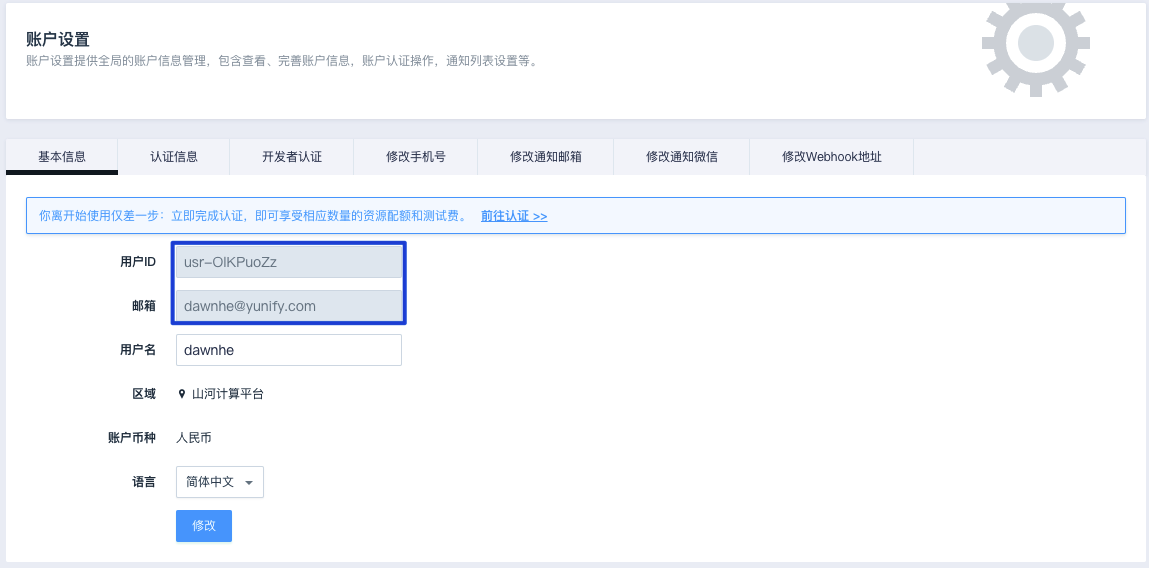 账户设置
账户设置提供全局的账户信息管理，包含查看、完善账户信息，账户认证操作，通知列表设置等。
基本信息 认证信息 开发者认证 修改手机号 修改通知邮箱 修改通知微信 修改Webhook地址
你离开始使用仅差一步：立即完成认证，即可享受相应数量的资源配额和测试费。 前往认证 >>
用户ID usr-OlKPuoZz
邮箱 dawnhe@yunify.com
用户名 dawnhe
区域 山河计算平台
账户币种 人民币
语言 简体中文
修改